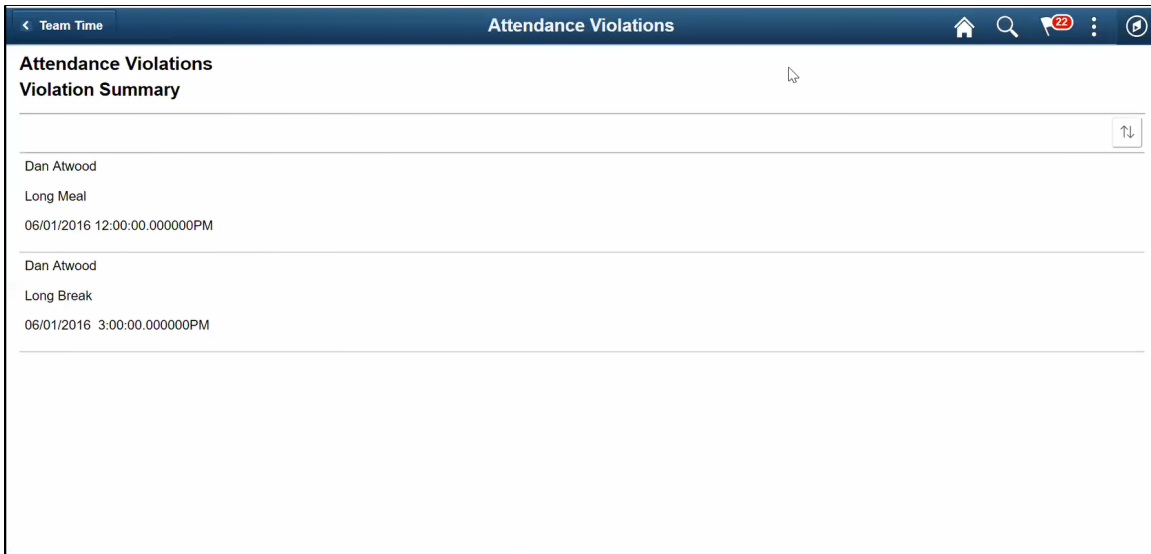 Team Time
Attendance Violations
22
Attendance Violations
Violation Summary
Dan Atwood
Long Meal
06/01/2016 12:00:00.000000PM
Dan Atwood
Long Break
06/01/2016  3:00:00.000000PM